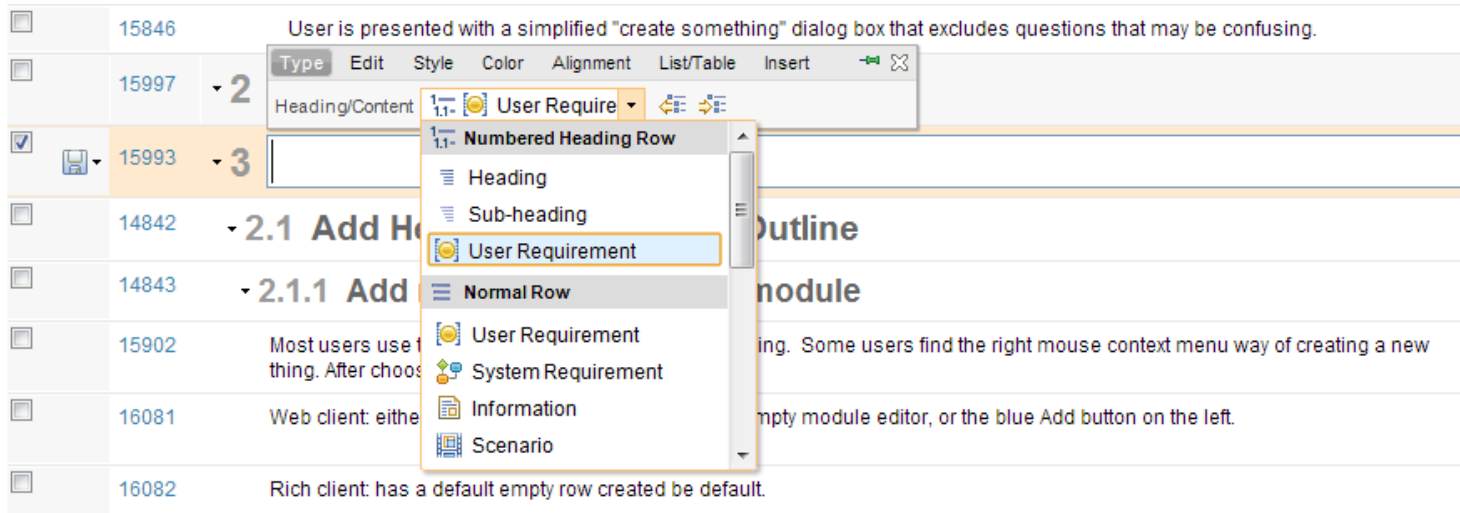 15846 User is presented with a simplified "create something" dialog box that excludes questions that may be confusing.
Type Edit Style Color Alignment List/Table Insert
15997 2
Heading/Content User Require
Numbered Heading Row
15993 3
Heading
Sub-heading
14842 2.1 Add Outline
User Requirement
14843 2.1.1 Add module
Normal Row
User Requirement
15902 Most users use ing. Some users find the right mouse context menu way of creating a new
thing. After
System Requirement
Information
16081 Web client: mpty module editor, or the blue Add button on the left.
Scenario
16082 Rich client: has a default empty row created be default.